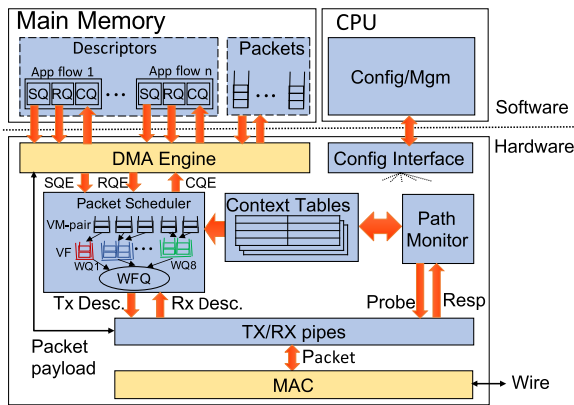 Main Memory
CPU
Descriptors
Packets
App flow 1
App flow n
SQ RQ CQ ... SQ RQ CQ
...
Config/Mgm
Software
Hardware
DMA Engine
Config Interface
SQE RQE CQE
Packet Scheduler
VM-pair
VF
...
WQ1
WQ8
WFQ
Context Tables
Path
Monitor
Tx Desc.
Rx Desc.
Probe
Resp
TX/RX pipes
Packet
payload
Packet
MAC
Wire